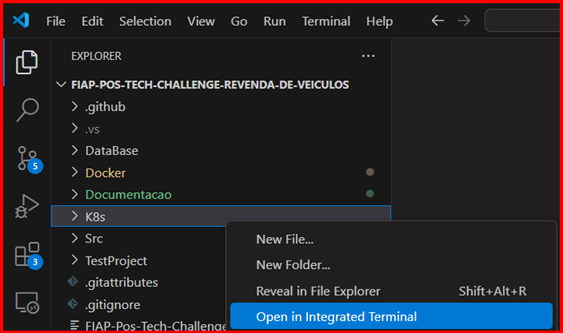 File Edit Selection View Go Run Terminal Help
EXPLORER
FIAP-POS-TECH-CHALLENGE-REVENDA-DE-VEICULOS
.github
.vs
DataBase
Docker
Documentacao
5
K8s
Src
TestProject
3
.gitattributes
.gitignore
FIAP-Pos-Tech-Challenge
New File...
New Folder...
Reveal in File Explorer Shift+Alt+R
Open in Integrated Terminal